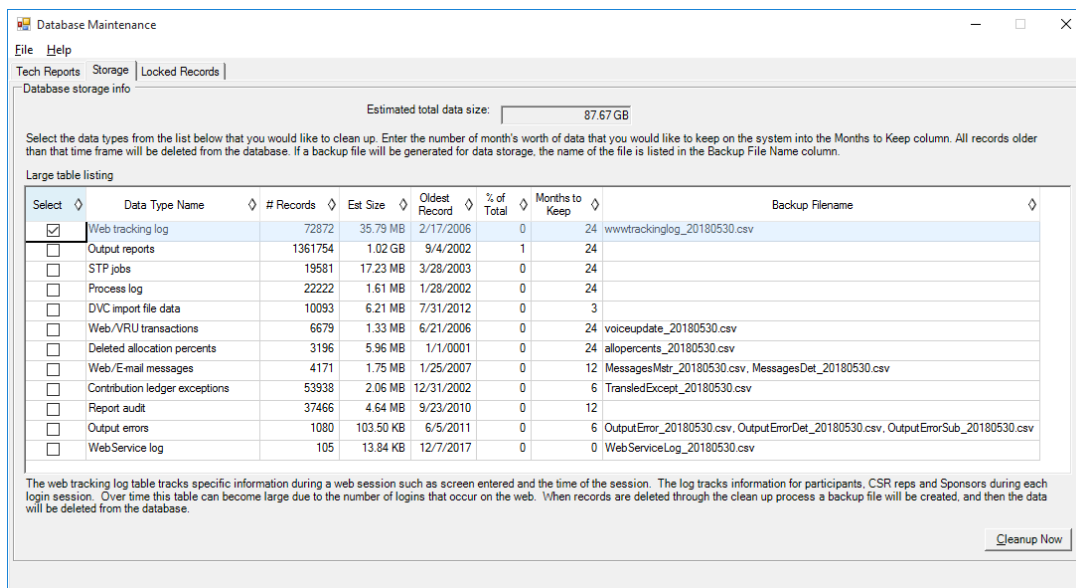 Database Maintenance
File Help
Tech Reports Storage Locked Records
Database storage info
Estimated total data size: 87.67 GB
Select the data types from the list below that you would like to clean up. Enter the number of month's worth of data that you would like to keep on the system into the Months to Keep column. All records older
than that time frame will be deleted from the database. If a backup file will be generated for data storage, the name of the file is listed in the Backup File Name column.
Large table listing
Select Data Type Name # Records Est Size Oldest Record % of Total Months to Keep Backup Filename
Web tracking log 72872 35.79 MB 2/17/2006 0 24 wwwtrackinglog_20180530.csv
Output reports 1361754 1.02 GB 9/4/2002 1 24
STP jobs 19581 17.23 MB 3/28/2003 0 24
Process log 22222 1.61 MB 1/28/2002 0 24
DVC import file data 10093 6.21 MB 7/31/2012 0 3
Web/VRU transactions 6679 1.33 MB 6/21/2006 0 24 voiceupdate_20180530.csv
Deleted allocation percents 3196 5.96 MB 1/1/0001 0 24 allopercents_20180530.csv
Web/E-mail messages 4171 1.75 MB 1/25/2007 0 12 MessagesMstr_20180530.csv, MessagesDet_20180530.csv
Contribution ledger exceptions 53938 2.06 MB 12/31/2002 0 6 TransledExcept_20180530.csv
Report audit 37466 4.64 MB 9/23/2010 0 12
Output errors 1080 103.50 KB 6/5/2011 0 6 OutputError_20180530.csv, OutputErrorDet_20180530.csv, OutputErrorSub_20180530.csv
WebService log 105 13.84 KB 12/7/2017 0 0 WebServiceLog_20180530.csv
The web tracking log table tracks specific information during a web session such as screen entered and the time of the session. The log tracks information for participants, CSR reps and Sponsors during each
login session. Over time this table can become large due to the number of logins that occur on the web. When records are deleted through the clean up process a backup file will be created, and then the data
will be deleted from the database.
Cleanup Now